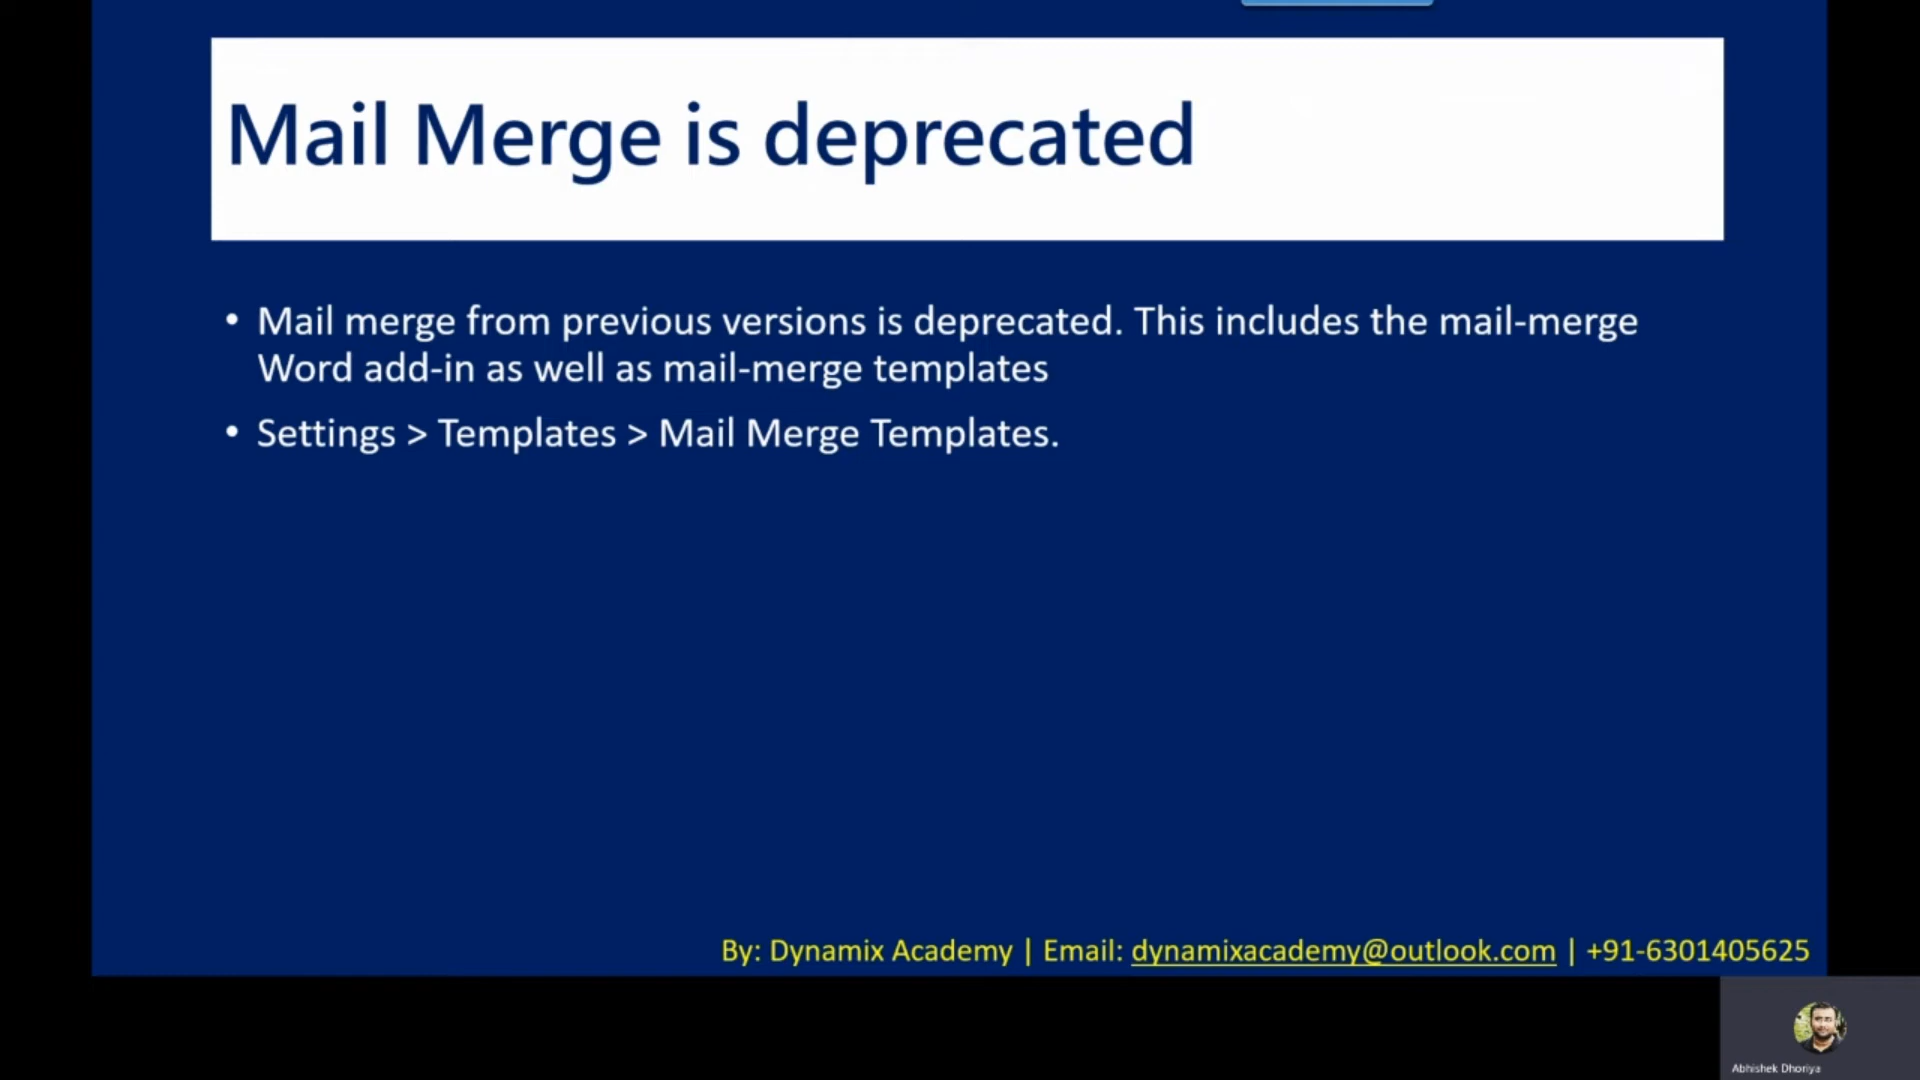 Mail Merge is deprecated
• Mail merge from previous versions is deprecated. This includes the mail-merge
Word add-in as well as mail-merge templates
• Settings > Templates > Mail Merge Templates.
By: Dynamix Academy | Email: dynamixacademy@outlook.com | +91-6301405625
Abhishek Dhoriya